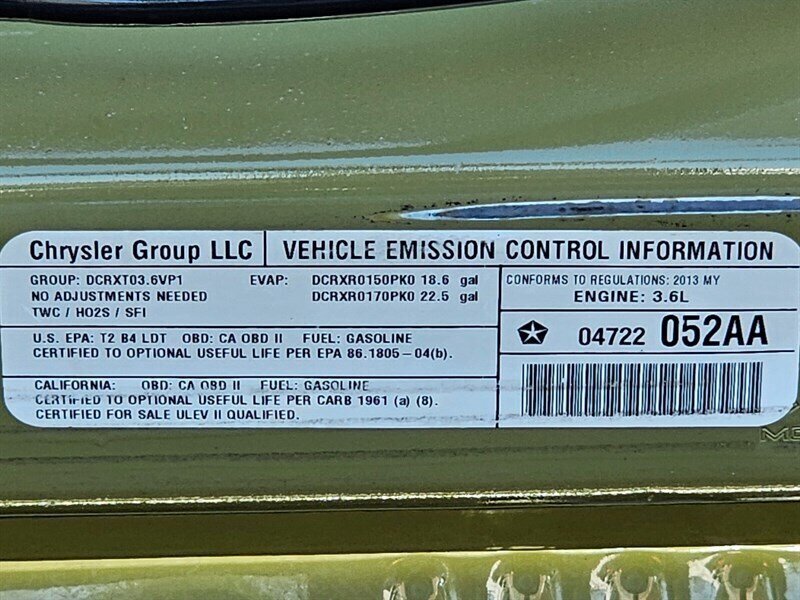 Chrysler Group LLC
VEHICLE EMISSION CONTROL INFORMATION
GROUP: DCRXT03.6VP1 EVAP: DCRXR0150PK0 18.6 gal
NO ADJUSTMENTS NEEDED DCRXR0170PK0 22.5 gal
TWC / HO2S / SFI
CONFORMS TO REGULATIONS: 2013 MY
ENGINE: 3.6L
U.S. EPA: T2 B4 LDT OBD: CA OBD II FUEL: GASOLINE
CERTIFIED TO OPTIONAL USEFUL LIFE PER EPA 86.1805-04(b).
04722 052AA
CALIFORNIA: OBD: CA OBD II FUEL: GASOLINE
CERTIFIED TO OPTIONAL USEFUL LIFE PER CARB 1961 (a) (8).
CERTIFIED FOR SALE ULEV II QUALIFIED.